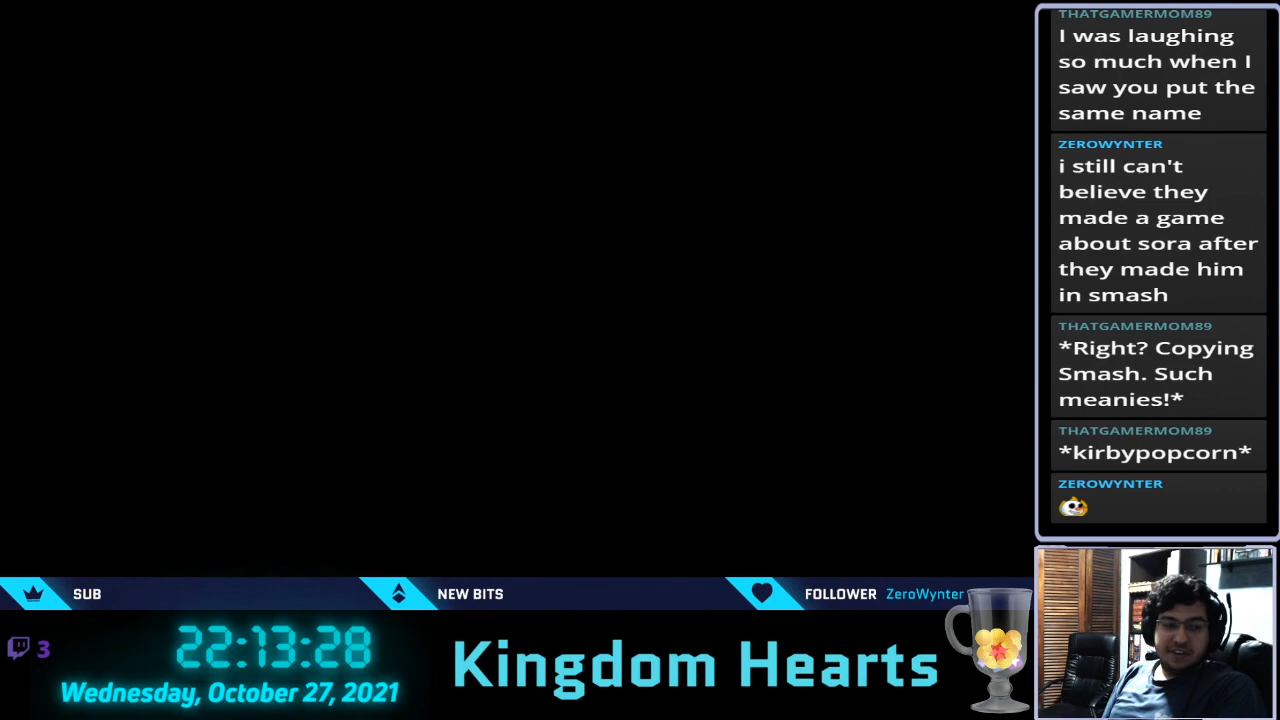 THATGAMERMOM89
I was laughing
so much when I
saw you put the
same name
ZEROWYNTER
i still can't
believe they
made a game
about sora after
they made him
in smash
THATGAMERMOM89
*Right? Copying
Smash. Such
meanies!*
THATGAMERMOM89
*kirbypopcorn*
ZEROWYNTER
SUB
NEW BITS
FOLLOWER ZeroWynter
3
22:13:28
Wednesday, October 27, 2021
Kingdom Hearts